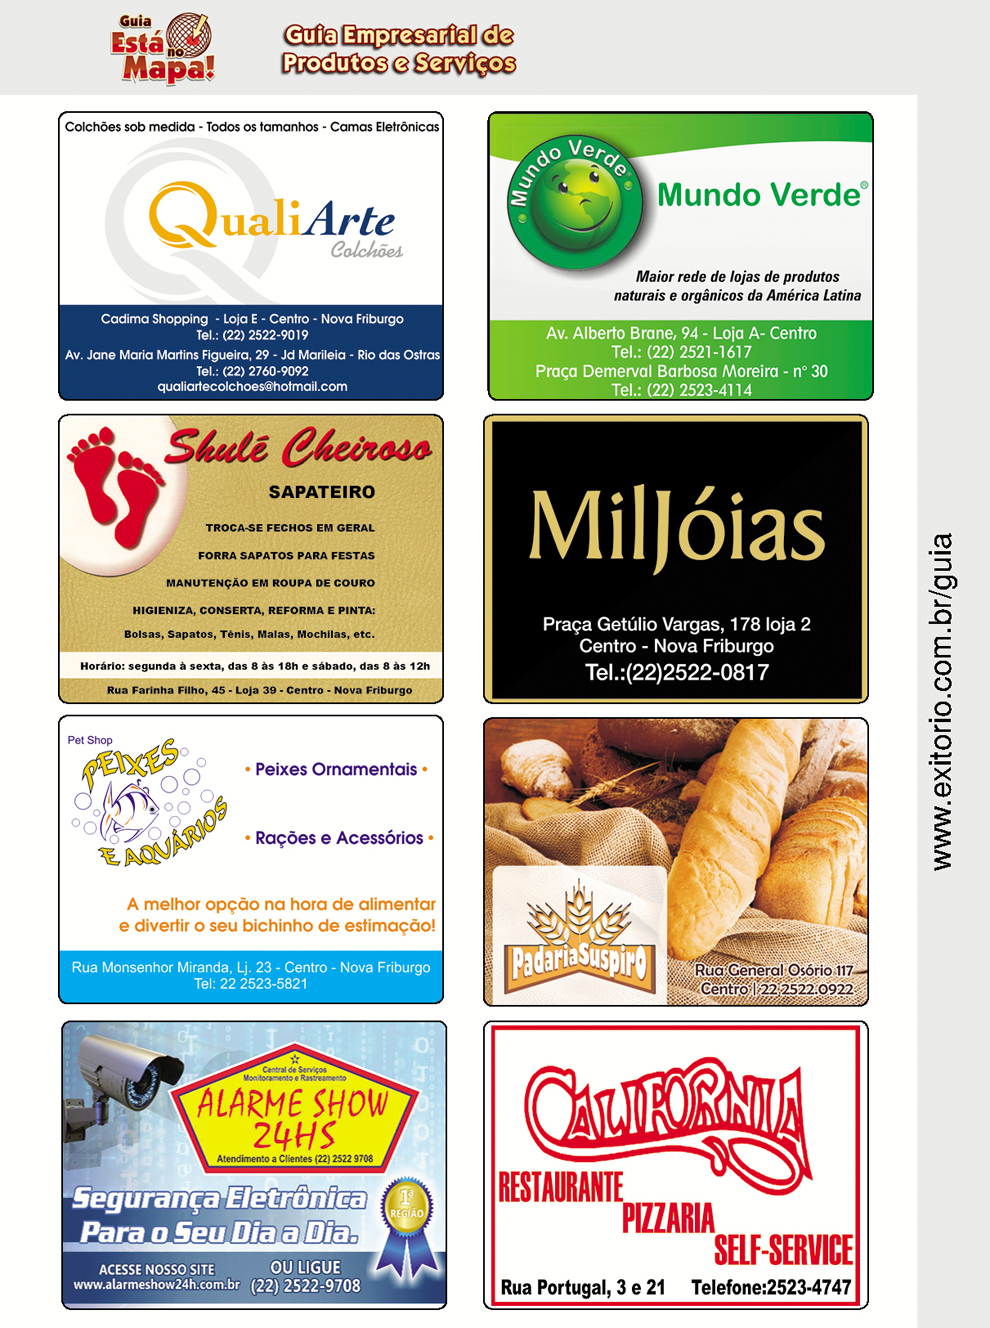 Guia
Está
no
Mapa!
Guia Empresarial de
Produtos e Serviços
Colchões sob medida - Todos os tamanhos - Camas Eletrônicas
QualiArte
Colchões
Cadima Shopping - Loja E - Centro - Nova Friburgo
Tel.: (22) 2522-9019
Av. Jane Maria Martins Figueira, 29 - Jd Marileia - Rio das Ostras
Tel.: (22) 2760-9092
qualiartecolchoes@hotmail.com
Mundo Verde®
Mundo Verde®
Maior rede de lojas de produtos
naturais e orgânicos da América Latina
Av. Alberto Brane, 94 - Loja A- Centro
Tel.: (22) 2521-1617
Praça Demerval Barbosa Moreira - n° 30
Tel.: (22) 2523-4114
Shulé Cheiroso
SAPATEIRO
TROCA-SE FECHOS EM GERAL
FORRA SAPATOS PARA FESTAS
MANUTENÇÃO EM ROUPA DE COURO
HIGIENIZA, CONSERTA, REFORMA E PINTA:
Bolsas, Sapatos, Tênis, Malas, Mochilas, etc.
Horário: segunda à sexta, das 8 às 18h e sábado, das 8 às 12h
Rua Farinha Filho, 45 - Loja 39 - Centro - Nova Friburgo
MilJóias
Praça Getúlio Vargas, 178 loja 2
Centro - Nova Friburgo
Tel.:(22)2522-0817
Pet Shop
PEIXES
E AQUÁRIOS
• Peixes Ornamentais •
• Rações e Acessórios •
A melhor opção na hora de alimentar
e divertir o seu bichinho de estimação!
Rua Monsenhor Miranda, Lj. 23 - Centro - Nova Friburgo
Tel: 22 2523-5821
Padaria Suspiro
Rua General Osório 117
Centro | 22 2522.0922
Central de Serviços
Monitoramento e Rastreamento
ALARME SHOW
24HS
Atendimento a Clientes (22) 2522 9708
Segurança Eletrônica
Para o Seu Dia a Dia.
1ª
REGIÃO
ACESSE NOSSO SITE
www.alarmeshow24h.com.br
OU LIGUE
(22) 2522-9708
CALIFORNIA
RESTAURANTE
PIZZARIA
SELF-SERVICE
Rua Portugal, 3 e 21 Telefone:2523-4747
www.exitorio.com.br/guia